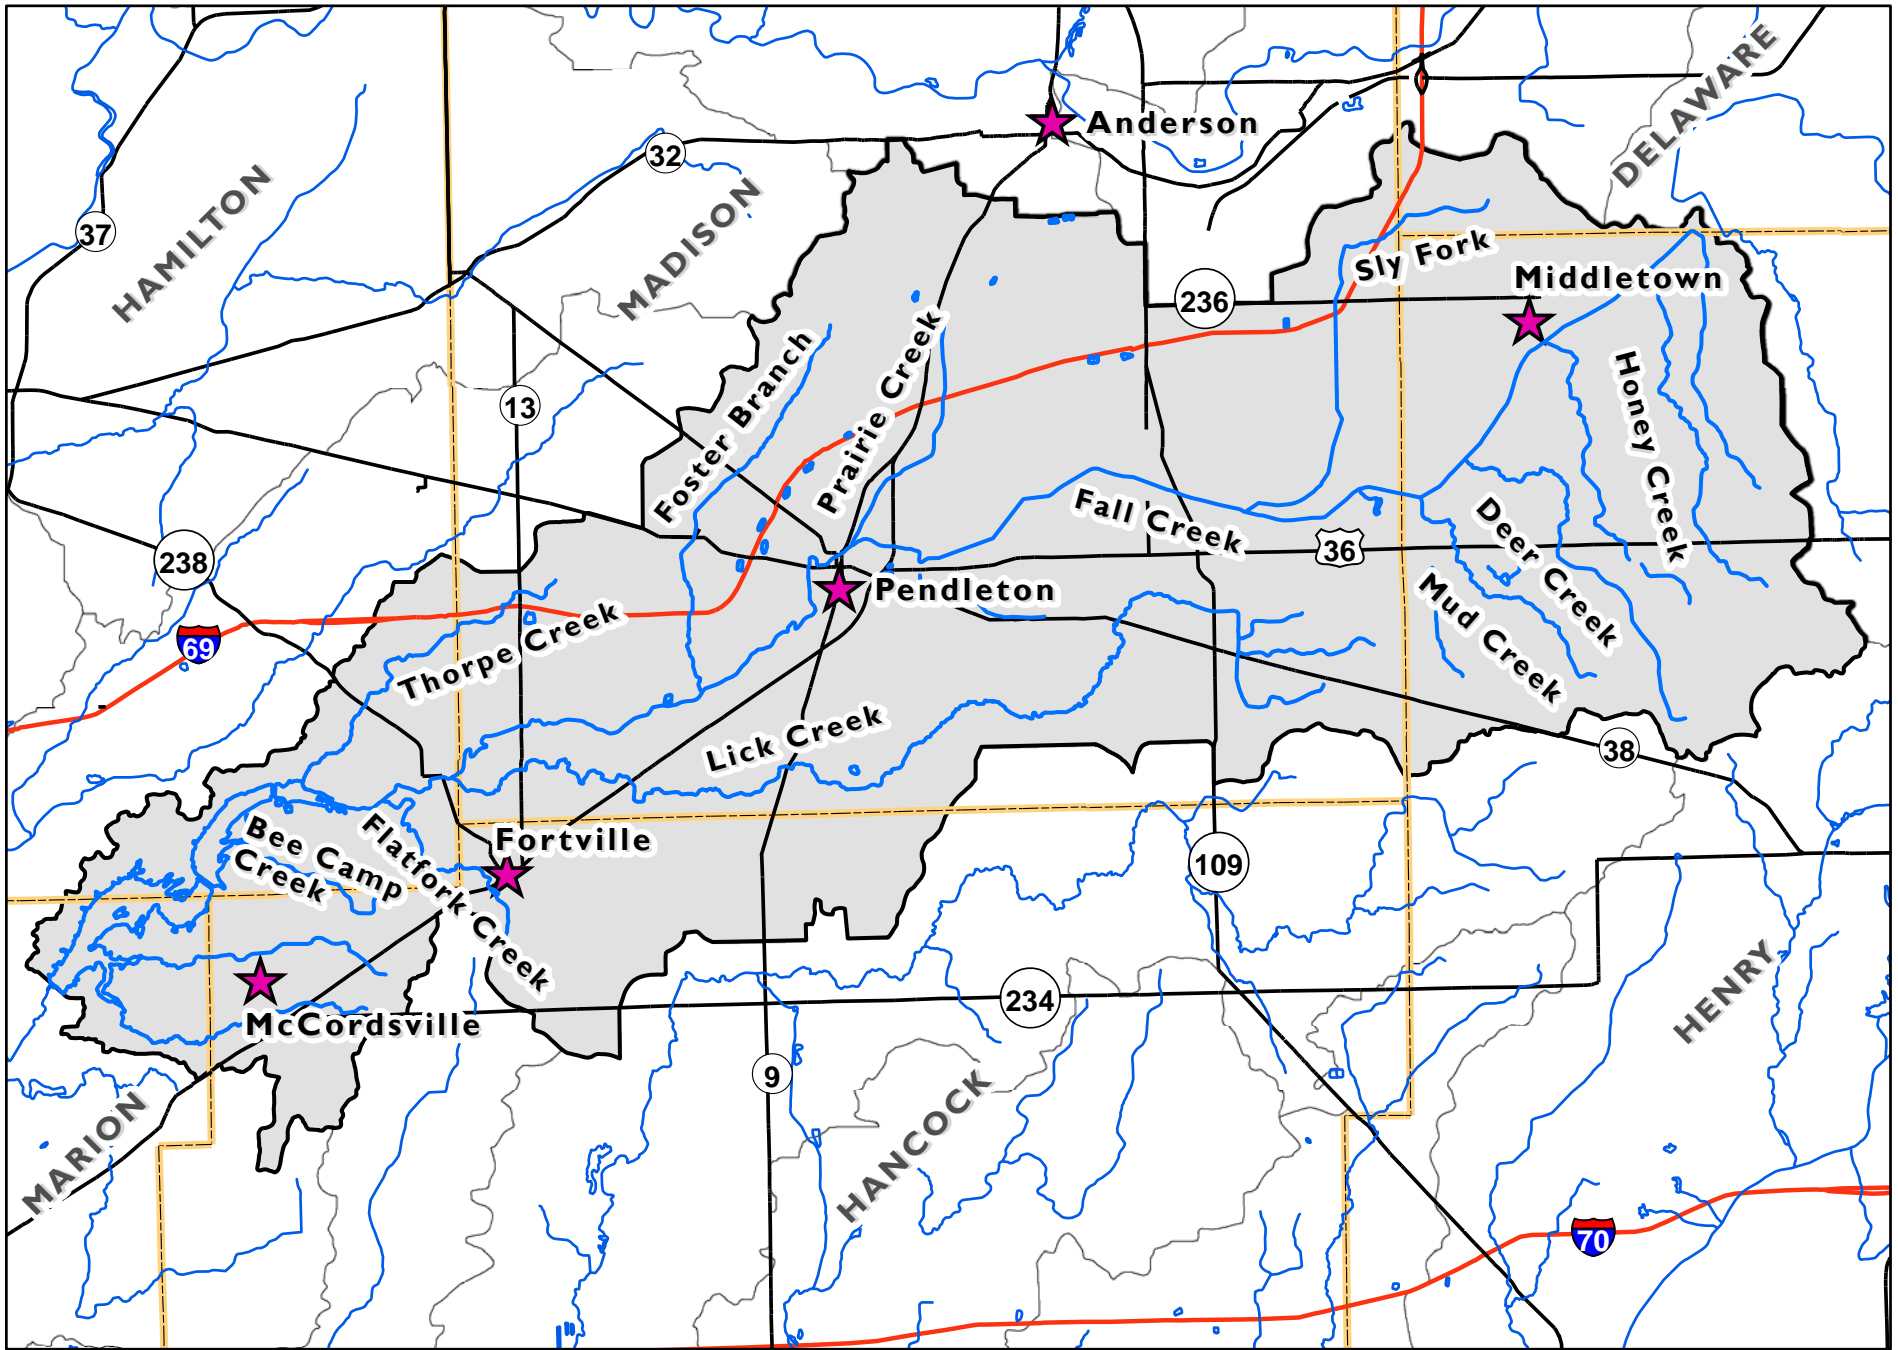 DELAWARE
Anderson
32
HAMILTON
MADISON
37
Sly Fork
Middletown
236
Foster Branch
Prairie Creek
Honey Creek
13
Fall Creek
Deer Creek
238
36
Pendleton
Mud Creek
69
Thorpe Creek
Lick Creek
38
Fortville
Bee Camp
Creek
Flatfork Creek
109
McCordsville
234
HENRY
9
MARION
HANCOCK
70